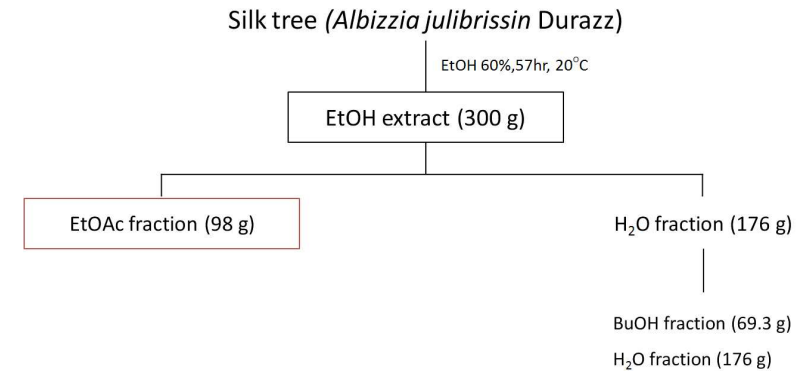 Silk tree (Albizzia julibrissin Durazz)
EtOH 60%,57hr, 20°C
EtOH extract (300 g)
EtOAc fraction (98 g)
H₂O fraction (176 g)
BuOH fraction (69.3 g)
H₂O fraction (176 g)